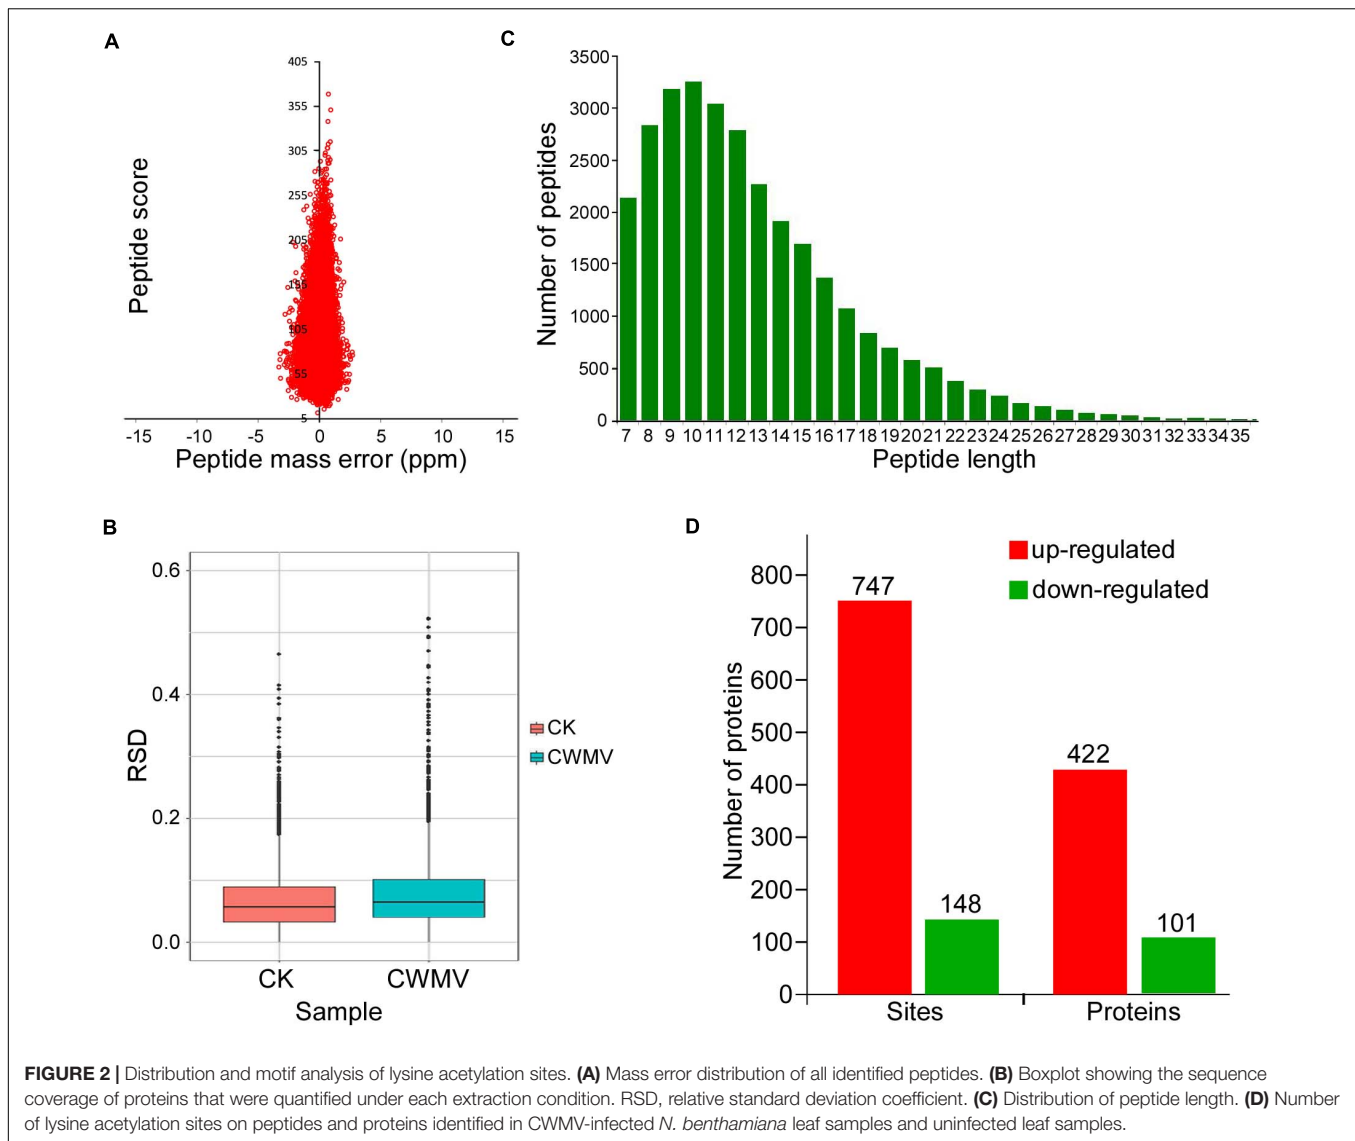 A
Peptide score
405
355
305
255
205
155
105
55
5
-15 -10 -5 0 5 10 15
Peptide mass error (ppm)
C
Number of peptides
3500
3000
2500
2000
1500
1000
500
0
7 8 9 10 11 12 13 14 15 16 17 18 19 20 21 22 23 24 25 26 27 28 29 30 31 32 33 34 35
Peptide length
B
RSD
0.6
0.4
0.2
0.0
CK CWMV
Sample
CK
CWMV
D
Number of proteins
800
700
600
500
400
300
200
100
0
up-regulated
down-regulated
747
148
422
101
Sites Proteins
FIGURE 2 | Distribution and motif analysis of lysine acetylation sites. (A) Mass error distribution of all identified peptides. (B) Boxplot showing the sequence
coverage of proteins that were quantified under each extraction condition. RSD, relative standard deviation coefficient. (C) Distribution of peptide length. (D) Number
of lysine acetylation sites on peptides and proteins identified in CWMV-infected N. benthamiana leaf samples and uninfected leaf samples.